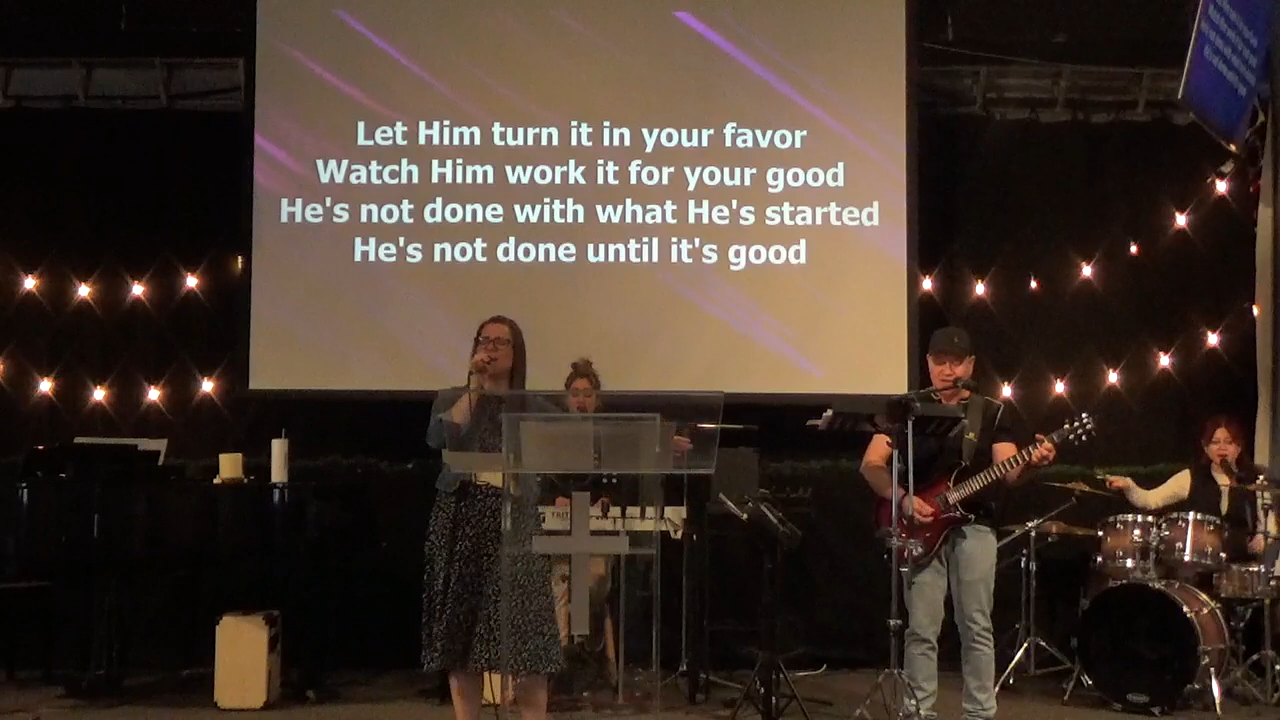 Let Him turn it in your favor
Watch Him work it for your good
He's not done with what He's started
He's not done until it's good
TRIT